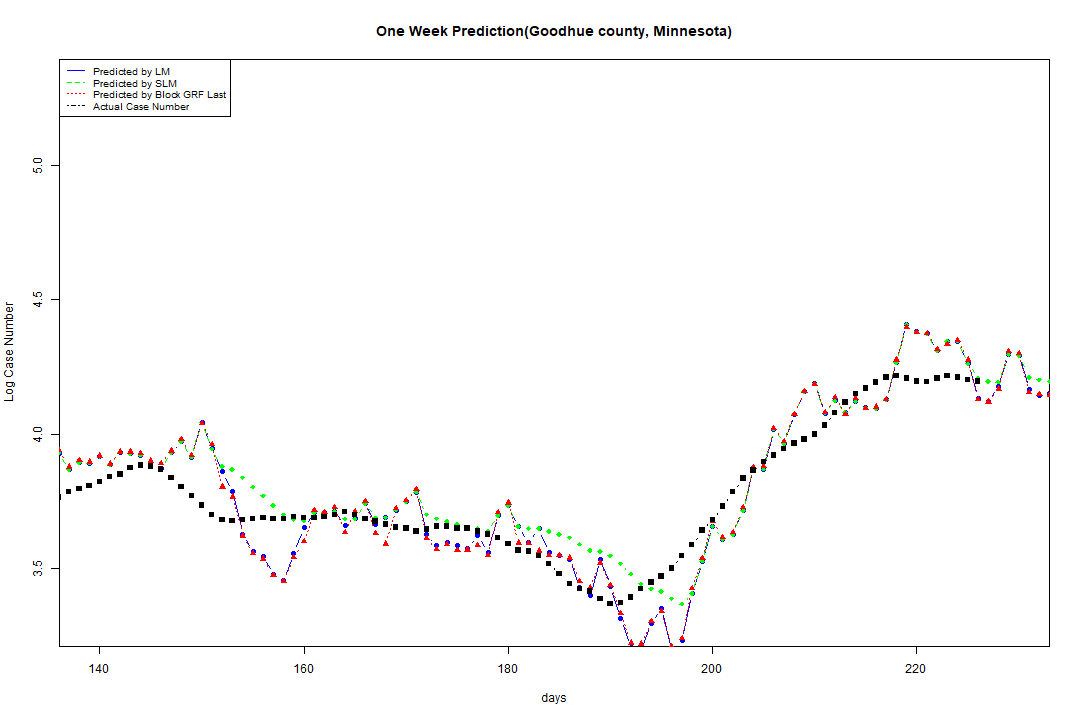 One Week Prediction(Goodhue county, Minnesota)
Predicted by LM
Predicted by SLM
Predicted by Block GRF Last
Actual Case Number
5.0
4.5
4.0
3.5
Log Case Number
140 160 180 200 220
days